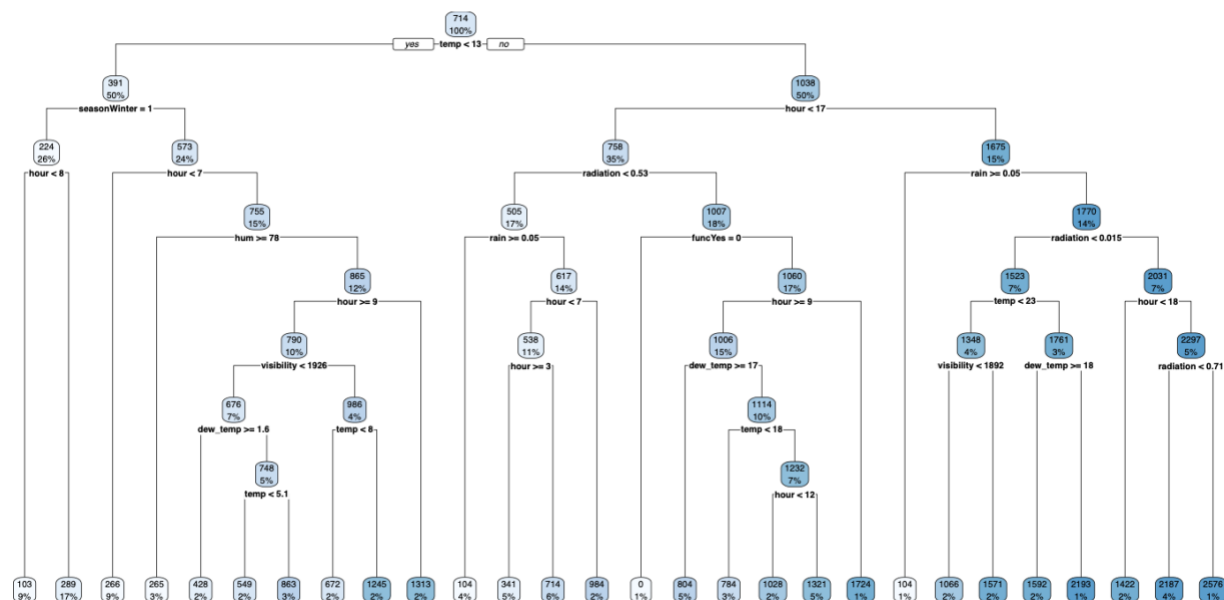 714
100%
yes temp < 13 no
391
50%
seasonWinter = 1
1038
50%
hour < 17
224
26%
hour < 8
573
24%
hour < 7
758
35%
radiation < 0.53
1675
15%
rain >= 0.05
755
15%
hum >= 78
505
17%
rain >= 0.05
1007
18%
funcYes = 0
1770
14%
radiation < 0.015
865
12%
hour >= 9
617
14%
hour < 7
1060
17%
hour >= 9
1523
7%
temp < 23
2031
7%
hour < 18
790
10%
visibility < 1926
538
11%
hour >= 3
1006
15%
dew_temp >= 17
1348
4%
visibility < 1892
1761
3%
dew_temp >= 18
2297
5%
radiation < 0.71
676
7%
dew_temp >= 1.6
986
4%
temp < 8
1114
10%
temp < 18
748
5%
temp < 5.1
1232
7%
hour < 12
103 289 266 265 428 549 863 672 1245 1313 104 341 714 984 0 804 784 1028 1321 1724 104 1066 1571 1592 2193 1422 2187 2576
9% 17% 9% 3% 2% 2% 3% 2% 2% 2% 4% 5% 6% 2% 1% 5% 3% 2% 5% 1% 1% 2% 2% 2% 1% 2% 4% 1%